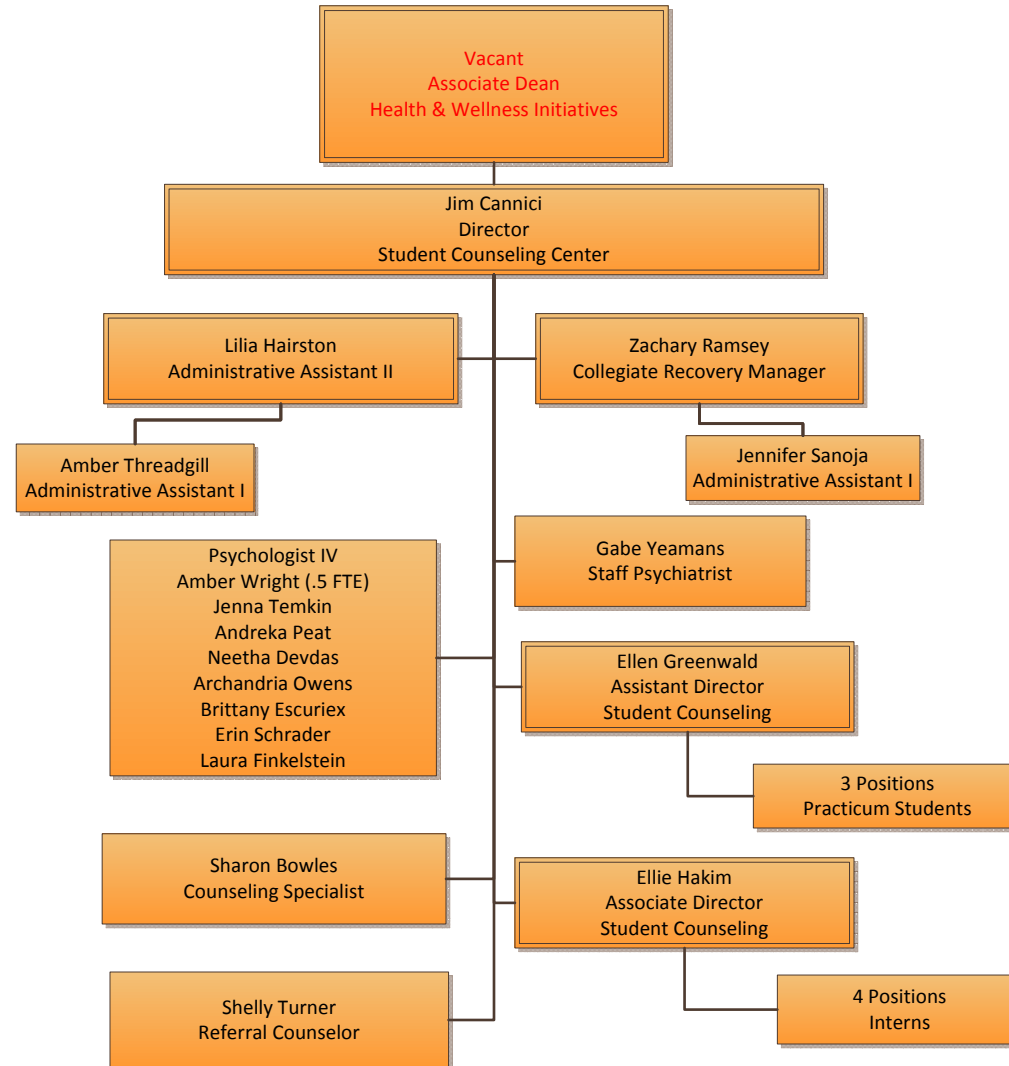 Vacant
Associate Dean
Health & Wellness Initiatives
Jim Cannici
Director
Student Counseling Center
Lilia Hairston
Administrative Assistant II
Zachary Ramsey
Collegiate Recovery Manager
Amber Threadgill
Administrative Assistant I
Jennifer Sanoja
Administrative Assistant I
Psychologist IV
Amber Wright (.5 FTE)
Jenna Temkin
Andreka Peat
Neetha Devdas
Archandria Owens
Brittany Escuriex
Erin Schrader
Laura Finkelstein
Gabe Yeamans
Staff Psychiatrist
Ellen Greenwald
Assistant Director
Student Counseling
3 Positions
Practicum Students
Sharon Bowles
Counseling Specialist
Ellie Hakim
Associate Director
Student Counseling
Shelly Turner
Referral Counselor
4 Positions
Interns